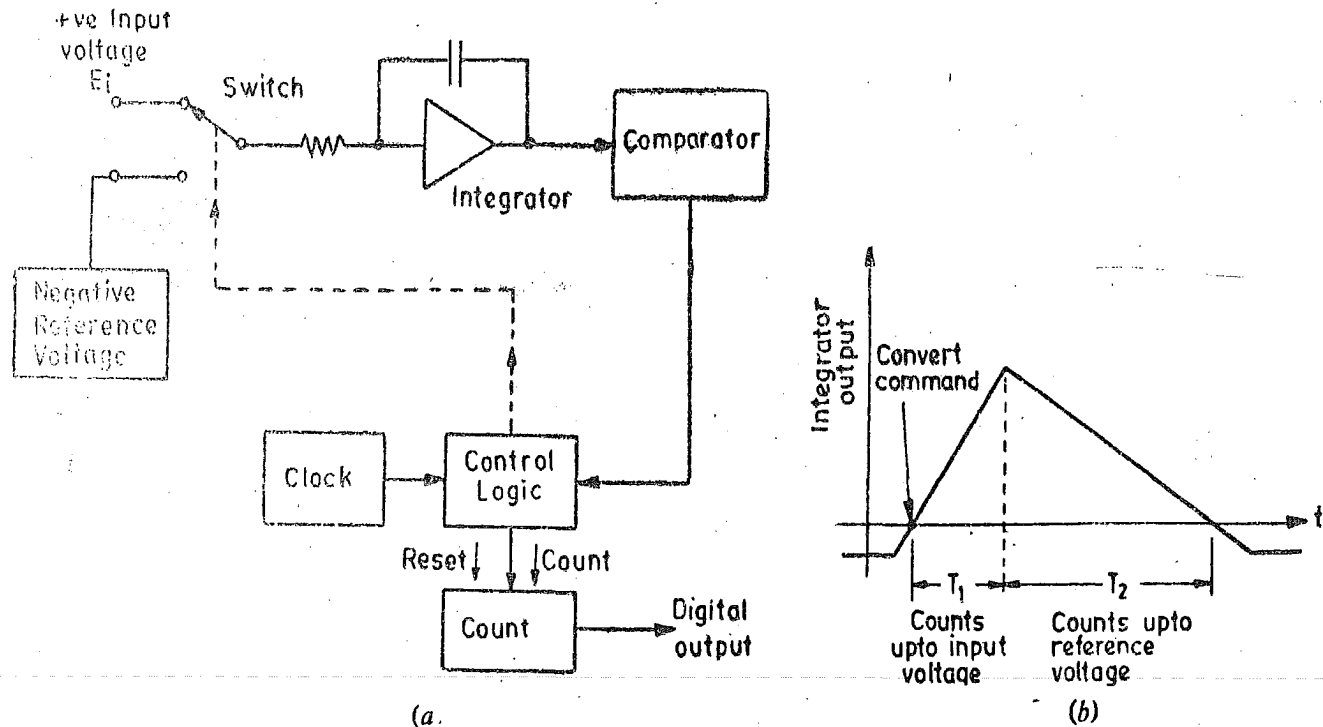 +ve Input
voltage
Ei
Switch
Integrator
Comparator
Negative
Reference
Voltage
Clock
Control
Logic
Reset
Count
Count
Digital
output
(a.
Integrator
output
Convert
command
t
T1
T2
Counts
upto input
voltage
Counts upto
reference
voltage
(b)